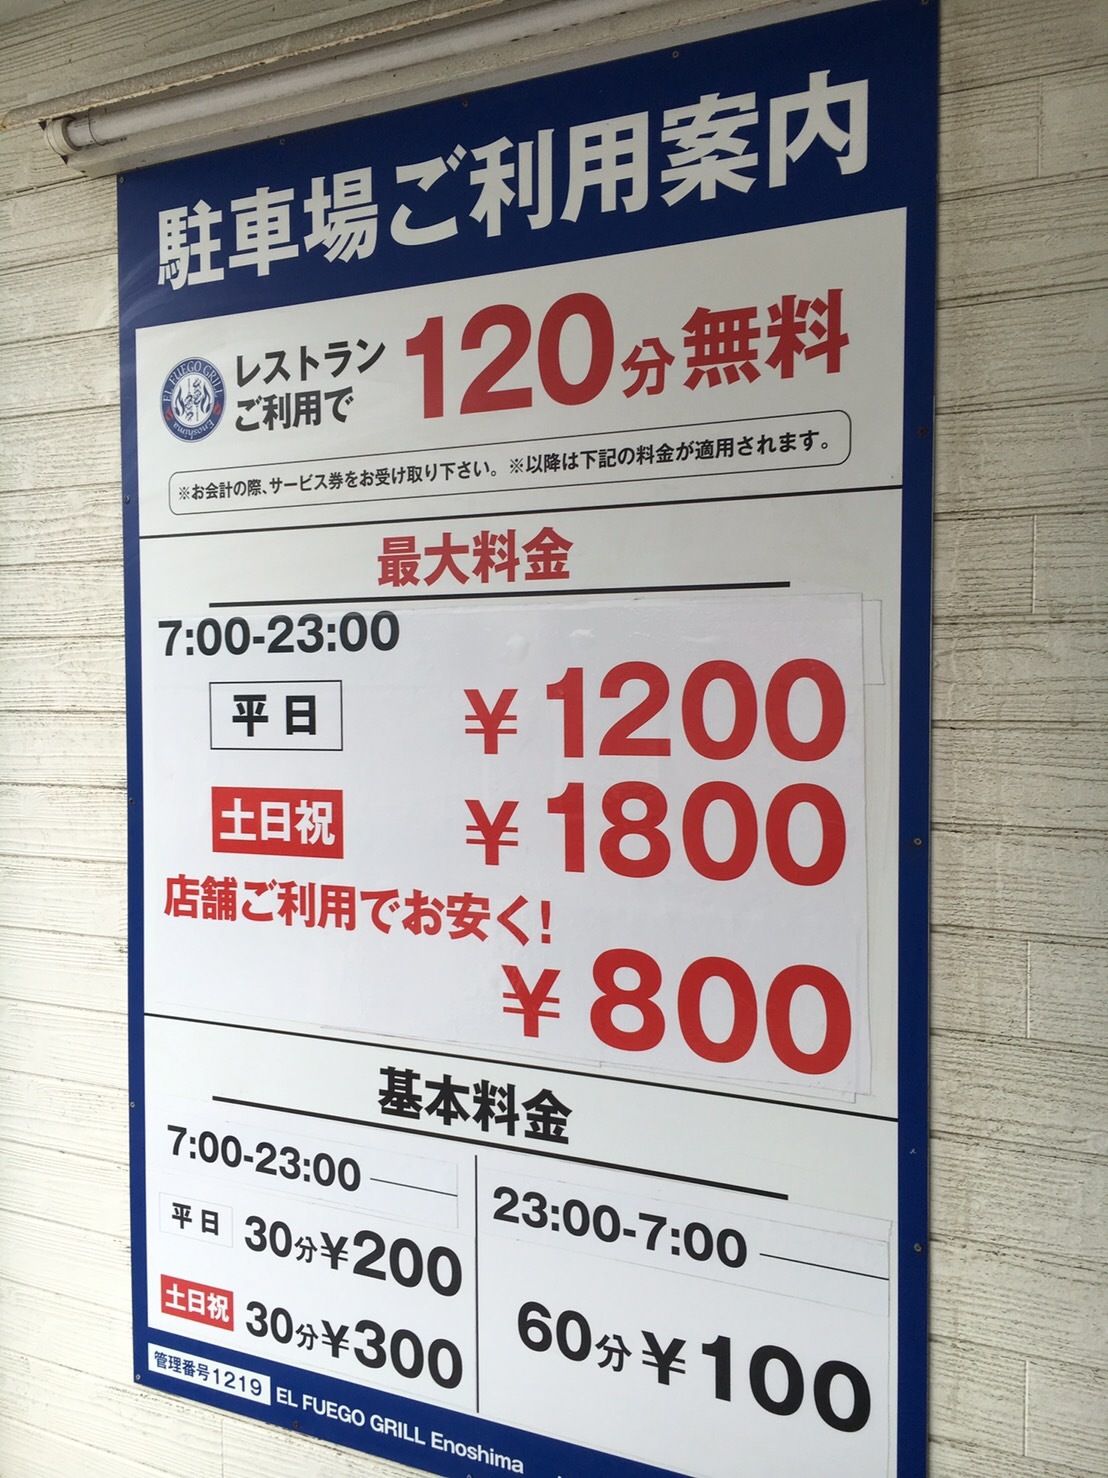 駐車場ご利用案内
EL FUEGO GRILL
Enoshima
レストラン
ご利用で
120分無料
※お会計の際、サービス券をお受け取り下さい。※以降は下記の料金が適用されます。
最大料金
7:00-23:00
平日 ¥1200
土日祝 ¥1800
店舗ご利用でお安く!
¥800
基本料金
7:00-23:00
平日 30分¥200
土日祝 30分¥300
23:00-7:00
60分¥100
管理番号1219 EL FUEGO GRILL Enoshima